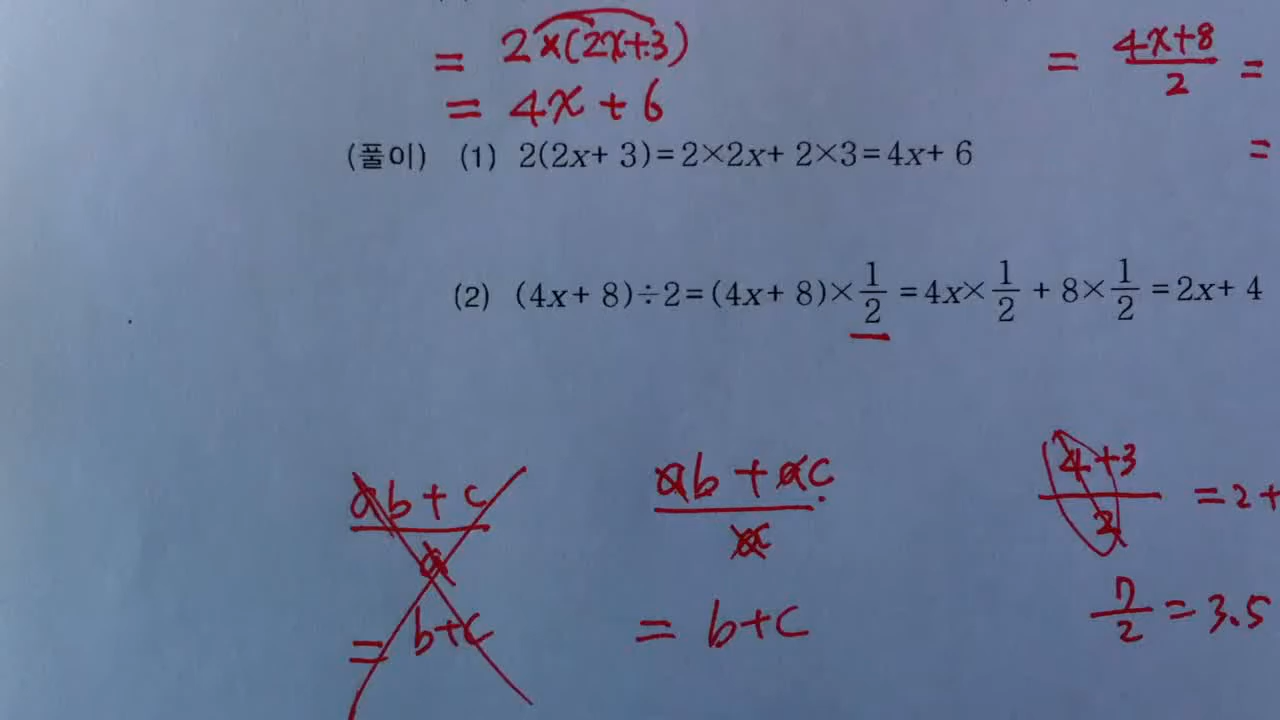 = 2×(2x+3)
= 4x + 6
= 4x+8/2 =
=
(풀이) (1) 2(2x+ 3)=2×2x+ 2×3=4x+ 6
(2) (4x+ 8)÷2=(4x+ 8)×1/2=4x×1/2+ 8×1/2=2x+ 4
ab + c/a
= b+c
ab + ac/a
= b+c
4+3/2 = 2+
7/2 = 3.5